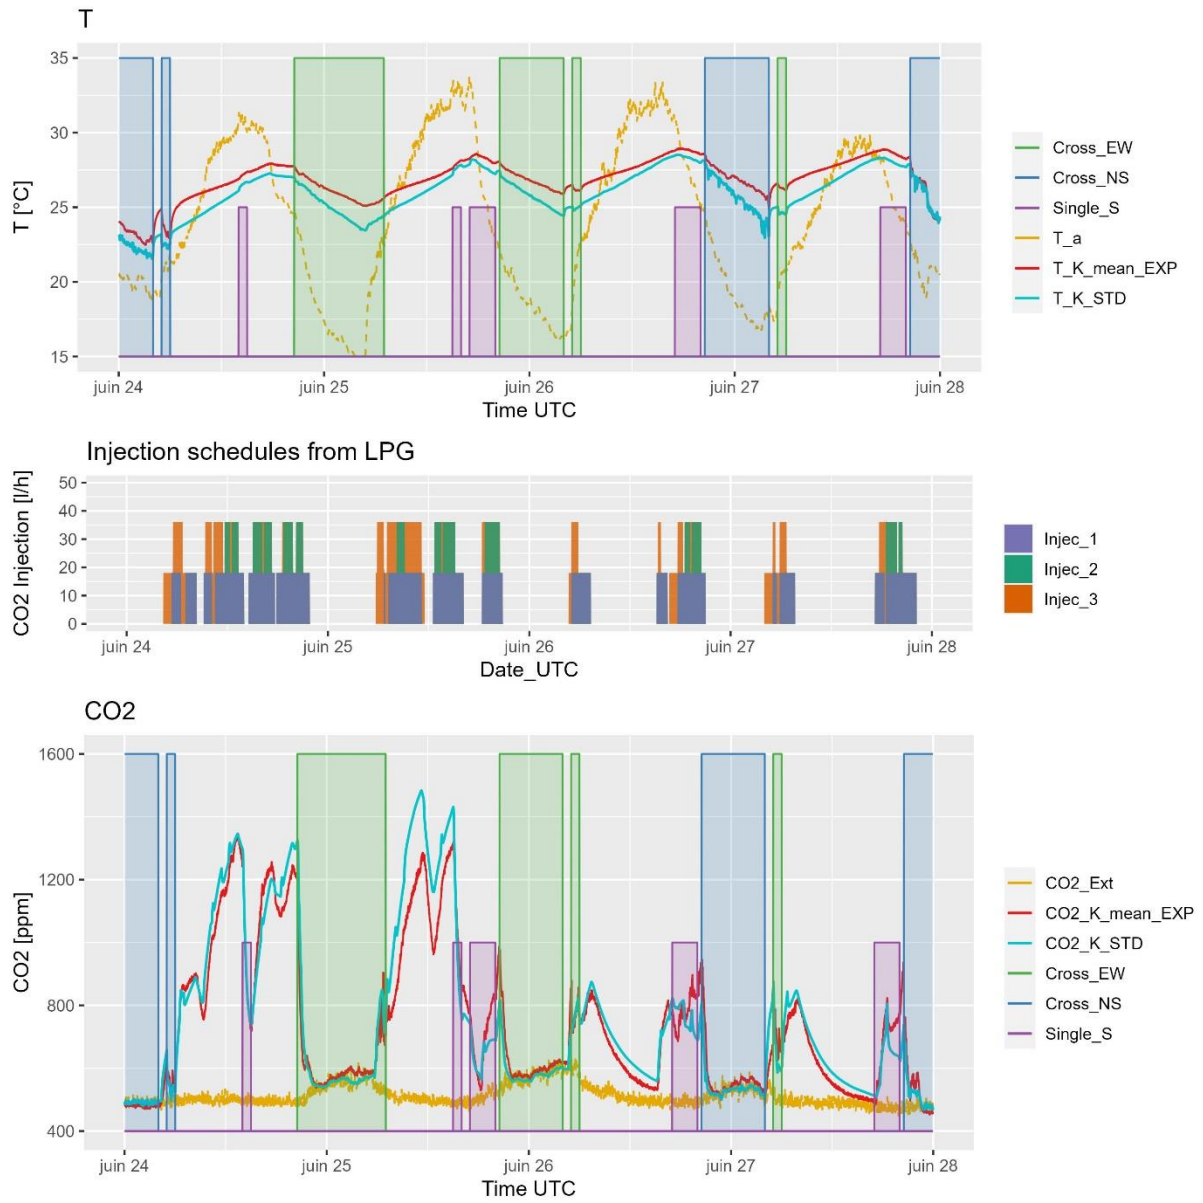 T
35
30
25
20
15
T [°C]
juin 24
juin 25
juin 26
juin 27
juin 28
Time UTC
Cross_EW
Cross_NS
Single_S
T_a
T_K_mean_EXP
T_K_STD
Injection schedules from LPG
50
40
30
20
10
0
CO2 Injection [l/h]
juin 24
juin 25
juin 26
juin 27
juin 28
Date_UTC
Injec_1
Injec_2
Injec_3
CO2
1600
1200
800
400
CO2 [ppm]
juin 24
juin 25
juin 26
juin 27
juin 28
Time UTC
CO2_Ext
CO2_K_mean_EXP
CO2_K_STD
Cross_EW
Cross_NS
Single_S